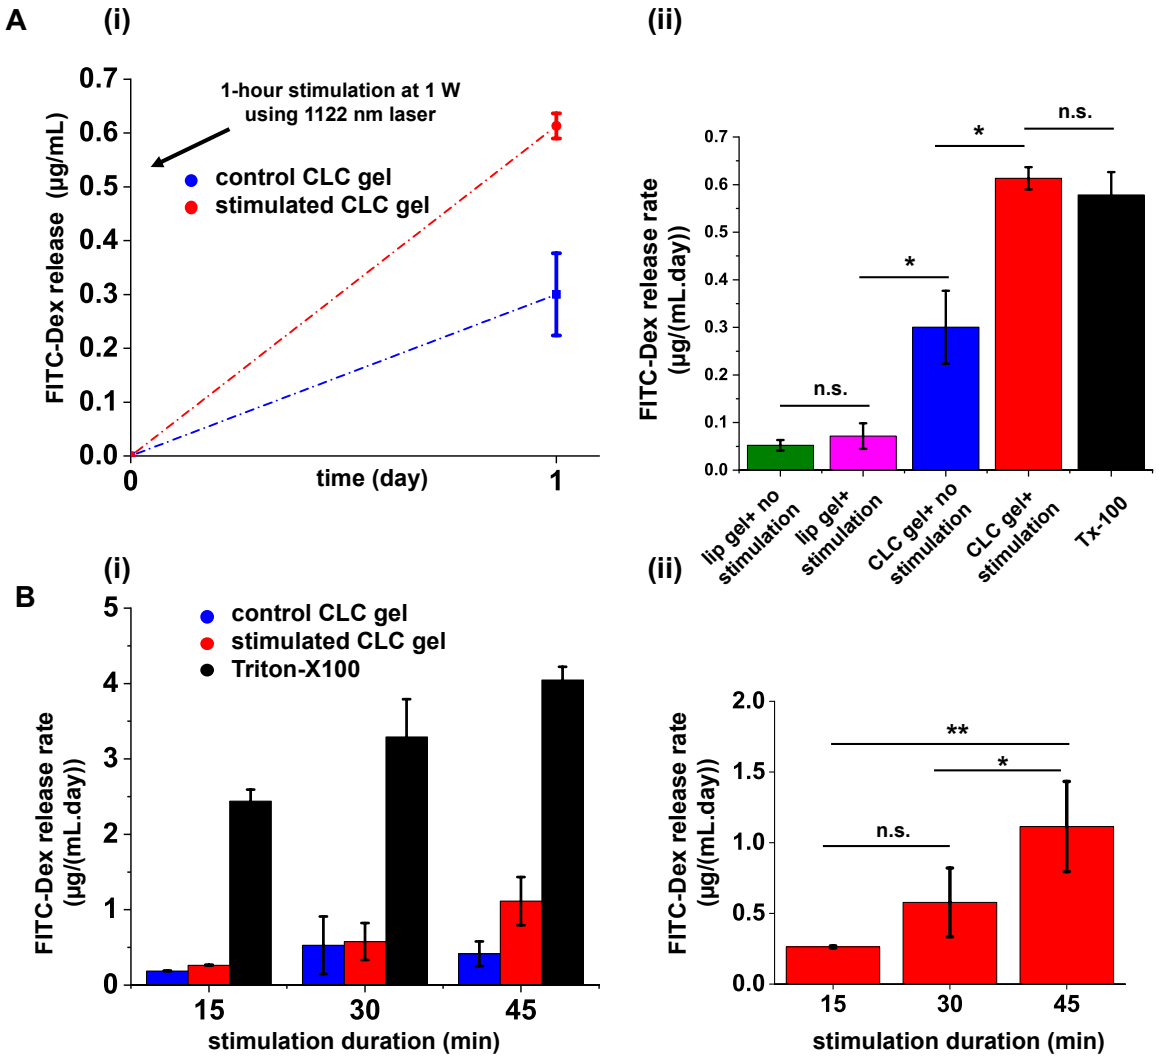 A
(i)
FITC-Dex release (µg/mL)
0.7
0.6
0.5
0.4
0.3
0.2
0.1
0.0
1-hour stimulation at 1 W
using 1122 nm laser
control CLC gel
stimulated CLC gel
0
time (day)
1
(ii)
FITC-Dex release rate
(µg/(mL.day))
0.7
0.6
0.5
0.4
0.3
0.2
0.1
0.0
n.s.
*
*
n.s.
lip gel+ no
stimulation
lip gel+
stimulation
CLC gel+ no
stimulation
CLC gel+
stimulation
Tx-100
B
(i)
FITC-Dex release rate
(µg/(mL.day))
5
4
3
2
1
0
control CLC gel
stimulated CLC gel
Triton-X100
15
30
45
stimulation duration (min)
(ii)
FITC-Dex release rate
(µg/(mL.day))
2.0
1.5
1.0
0.5
0.0
**
*
n.s.
15
30
45
stimulation duration (min)